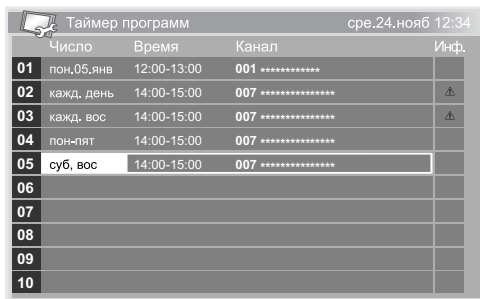 Таймер программ сре.24.нояб 12:34
Число Время Канал Инф.
01 пон.05.янв 12:00-13:00 001 ************
02 кажд. день 14:00-15:00 007 ***************
03 кажд. вос 14:00-15:00 007 ***************
04 пон-пят 14:00-15:00 007 ***************
05 суб, вос 14:00-15:00 007 ***************
06
07
08
09
10